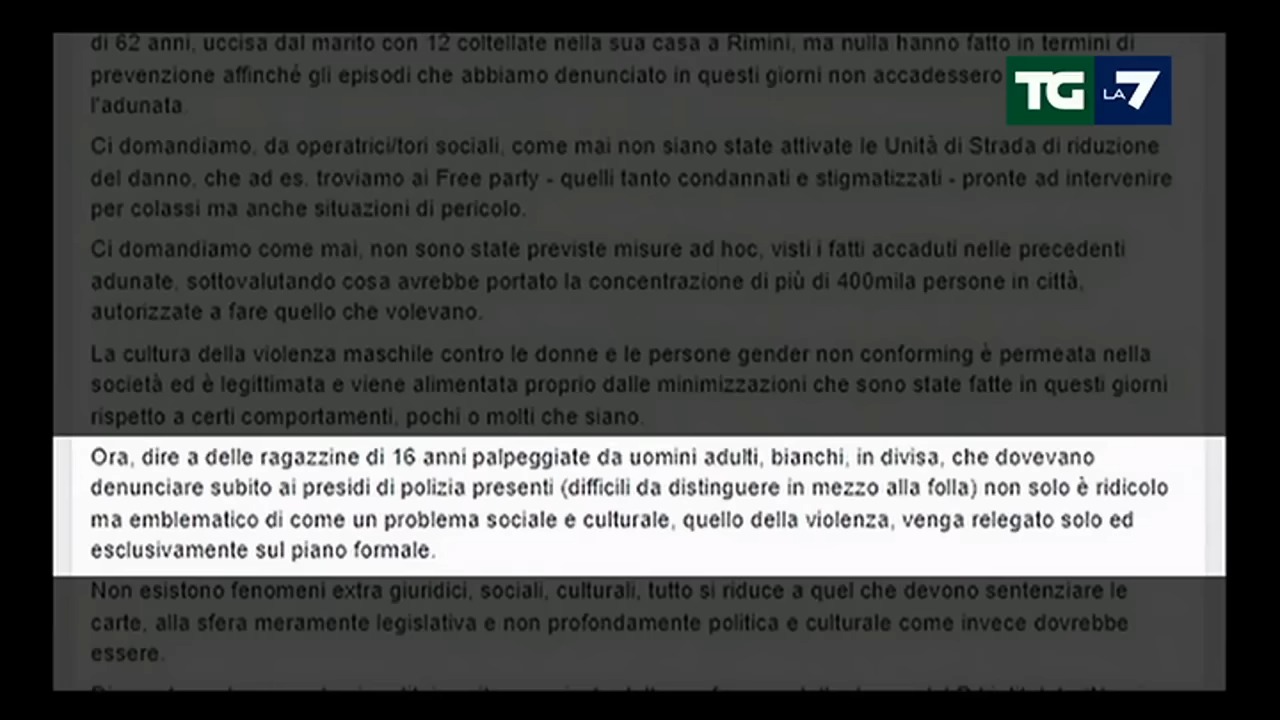 di 62 anni, uccisa dal marito con 12 coltellate nella sua casa a Rimini, ma nulla hanno fatto in termini di
prevenzione affinché gli episodi che abbiamo denunciato in questi giorni non accadessero
l'adunata.
TG LA7
Ci domandiamo, da operatrici/tori sociali, come mai non siano state attivate le Unità di Strada di riduzione
del danno, che ad es. troviamo ai Free party - quelli tanto condannati e stigmatizzati - pronte ad intervenire
per colassi ma anche situazioni di pericolo.
Ci domandiamo come mai, non sono state previste misure ad hoc, visti i fatti accaduti nelle precedenti
adunate, sottovalutando cosa avrebbe portato la concentrazione di più di 400mila persone in città,
autorizzate a fare quello che volevano.
La cultura della violenza maschile contro le donne e le persone gender non conforming è permeata nella
società ed è legittimata e viene alimentata proprio dalle minimizzazioni che sono state fatte in questi giorni
rispetto a certi comportamenti, pochi o molti che siano.
Ora, dire a delle ragazzine di 16 anni palpeggiate da uomini adulti, bianchi, in divisa, che dovevano
denunciare subito ai presidi di polizia presenti (difficili da distinguere in mezzo alla folla) non solo è ridicolo
ma emblematico di come un problema sociale e culturale, quello della violenza, venga relegato solo ed
esclusivamente sul piano formale.
Non esistono fenomeni extra giuridici, sociali, culturali, tutto si riduce a quel che devono sentenziare le
carte, alla sfera meramente legislativa e non profondamente politica e culturale come invece dovrebbe
essere.